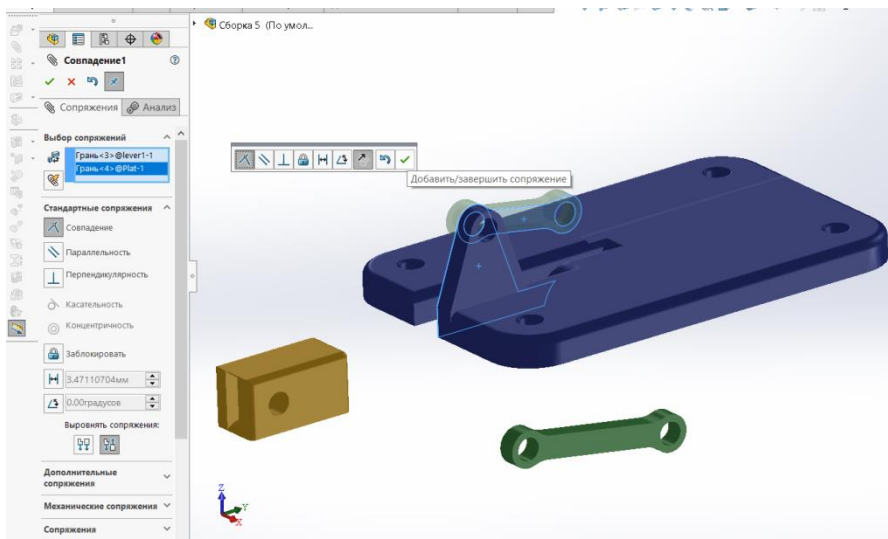 Сборка 5 (По умол...
Совпадение1
Сопряжения
Анализ
Выбор сопряжений
Грань<3>@lever1-1
Грань<4>@Plat-1
Добавить/завершить сопряжение
Стандартные сопряжения
Совпадение
Параллельность
Перпендикулярность
Касательность
Концентричность
Заблокировать
3.47110704мм
0.00градусов
Выровнять сопряжения:
Дополнительные
сопряжения
Механические сопряжения
Сопряжения
Z
Y
X